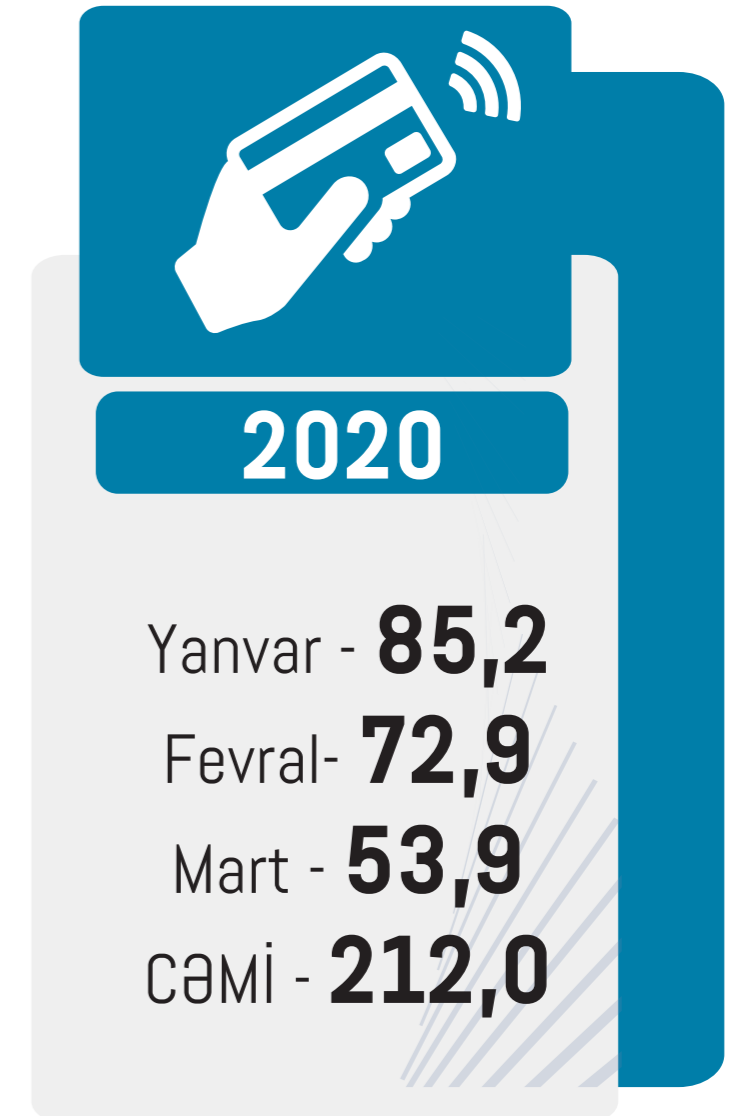 2020
Yanvar - 85,2
Fevral- 72,9
Mart - 53,9
CƏMİ - 212,0